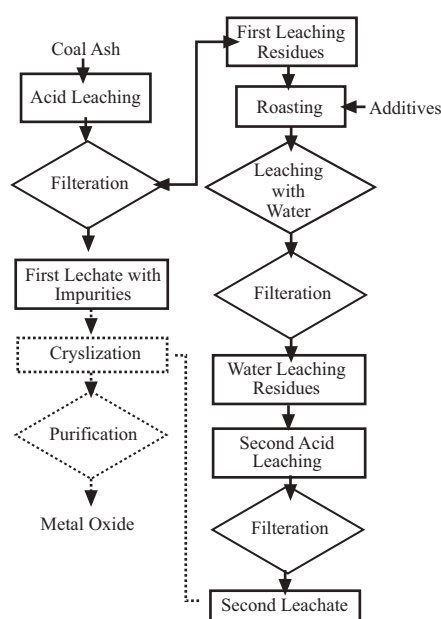 Coal Ash
Acid Leaching
Filteration
First Lechate with
Impurities
Cryslization
Purification
Metal Oxide
First Leaching
Residues
Roasting
Additives
Leaching
with
Water
Filteration
Water Leaching
Residues
Second Acid
Leaching
Filteration
Second Leachate